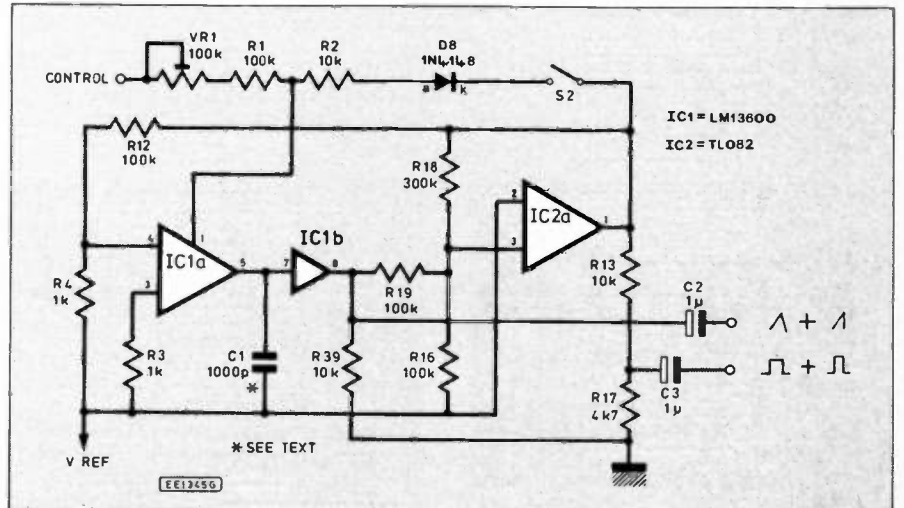 CONTROL
VR1
100k
R1
100k
R2
10k
D8
1N4148
a
k
S2
IC1=LM13600
IC2=TL082
R12
100k
R18
300k
2
3
1
IC2a
4
1
IC1a
5
3
IC1b
7
8
R4
1k
R3
1k
C1
1000p
*
R19
100k
R39
10k
R16
100k
R13
10k
C2
1µ
+
R17
4k7
C3
1µ
+
V REF
* SEE TEXT
EE1345G